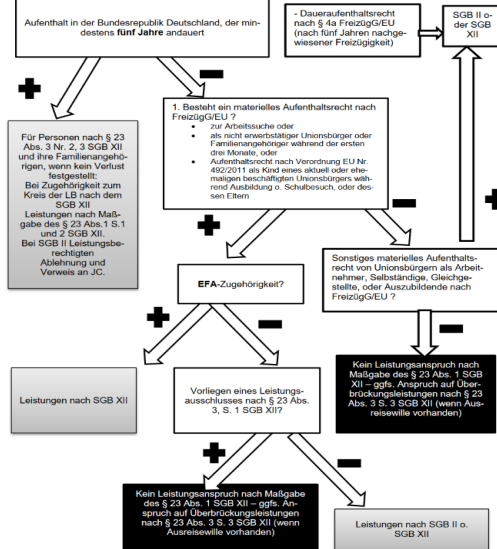 Aufenthalt in der Bundesrepublik Deutschland, der min-
destens fünf Jahre andauert
- Daueraufenthaltsrecht
nach § 4a FreizügG/EU
(nach fünf Jahren nachge-
wiesener Freizügigkeit)
SGB II o-
der SGB
XII
Für Personen nach § 23
Abs. 3 Nr. 2, 3 SGB XII
und ihre Familienangehö-
rigen, wenn kein Verlust
festgestellt:
Bei Zugehörigkeit zum
Kreis der LB nach dem
SGB XII
Leistungen nach Maß-
gabe des § 23 Abs.1 S.1
und 2 SGB XII.
Bei SGB II Leistungsbe-
rechtigten
Ablehnung und
Verweis an JC.
1. Besteht ein materielles Aufenthaltsrecht nach
FreizügG/EU ?
• zur Arbeitssuche oder
• als nicht erwerbstätiger Unionsbürger oder
Familienangehöriger während der ersten
drei Monate, oder
• Aufenthaltsrecht nach Verordnung EU Nr.
492/2011 als Kind eines aktuell oder ehe-
maligen beschäftigten Unionsbürgers wäh-
rend Ausbildung o. Schulbesuch, oder des-
sen Eltern
EFA-Zugehörigkeit?
Sonstiges materielles Aufenthalts-
recht von Unionsbürgern als Arbeit-
nehmer, Selbständige, Gleichge-
stellte, oder Auszubildende nach
FreizügG/EU ?
Leistungen nach SGB XII
Vorliegen eines Leistungs-
ausschlusses nach § 23 Abs.
3, S. 1 SGB XII?
Kein Leistungsanspruch nach
Maßgabe des § 23 Abs. 1 SGB
XII – ggfs. Anspruch auf Über-
brückungsleistungen nach § 23
Abs. 3 S. 3 SGB XII (wenn Aus-
reisewille vorhanden)
Kein Leistungsanspruch nach Maßgabe
des § 23 Abs. 1 SGB XII – ggfs. An-
spruch auf Überbrückungsleistungen
nach § 23 Abs. 3 S. 3 SGB XII (wenn
Ausreisewille vorhanden)
Leistungen nach SGB II o.
SGB XII